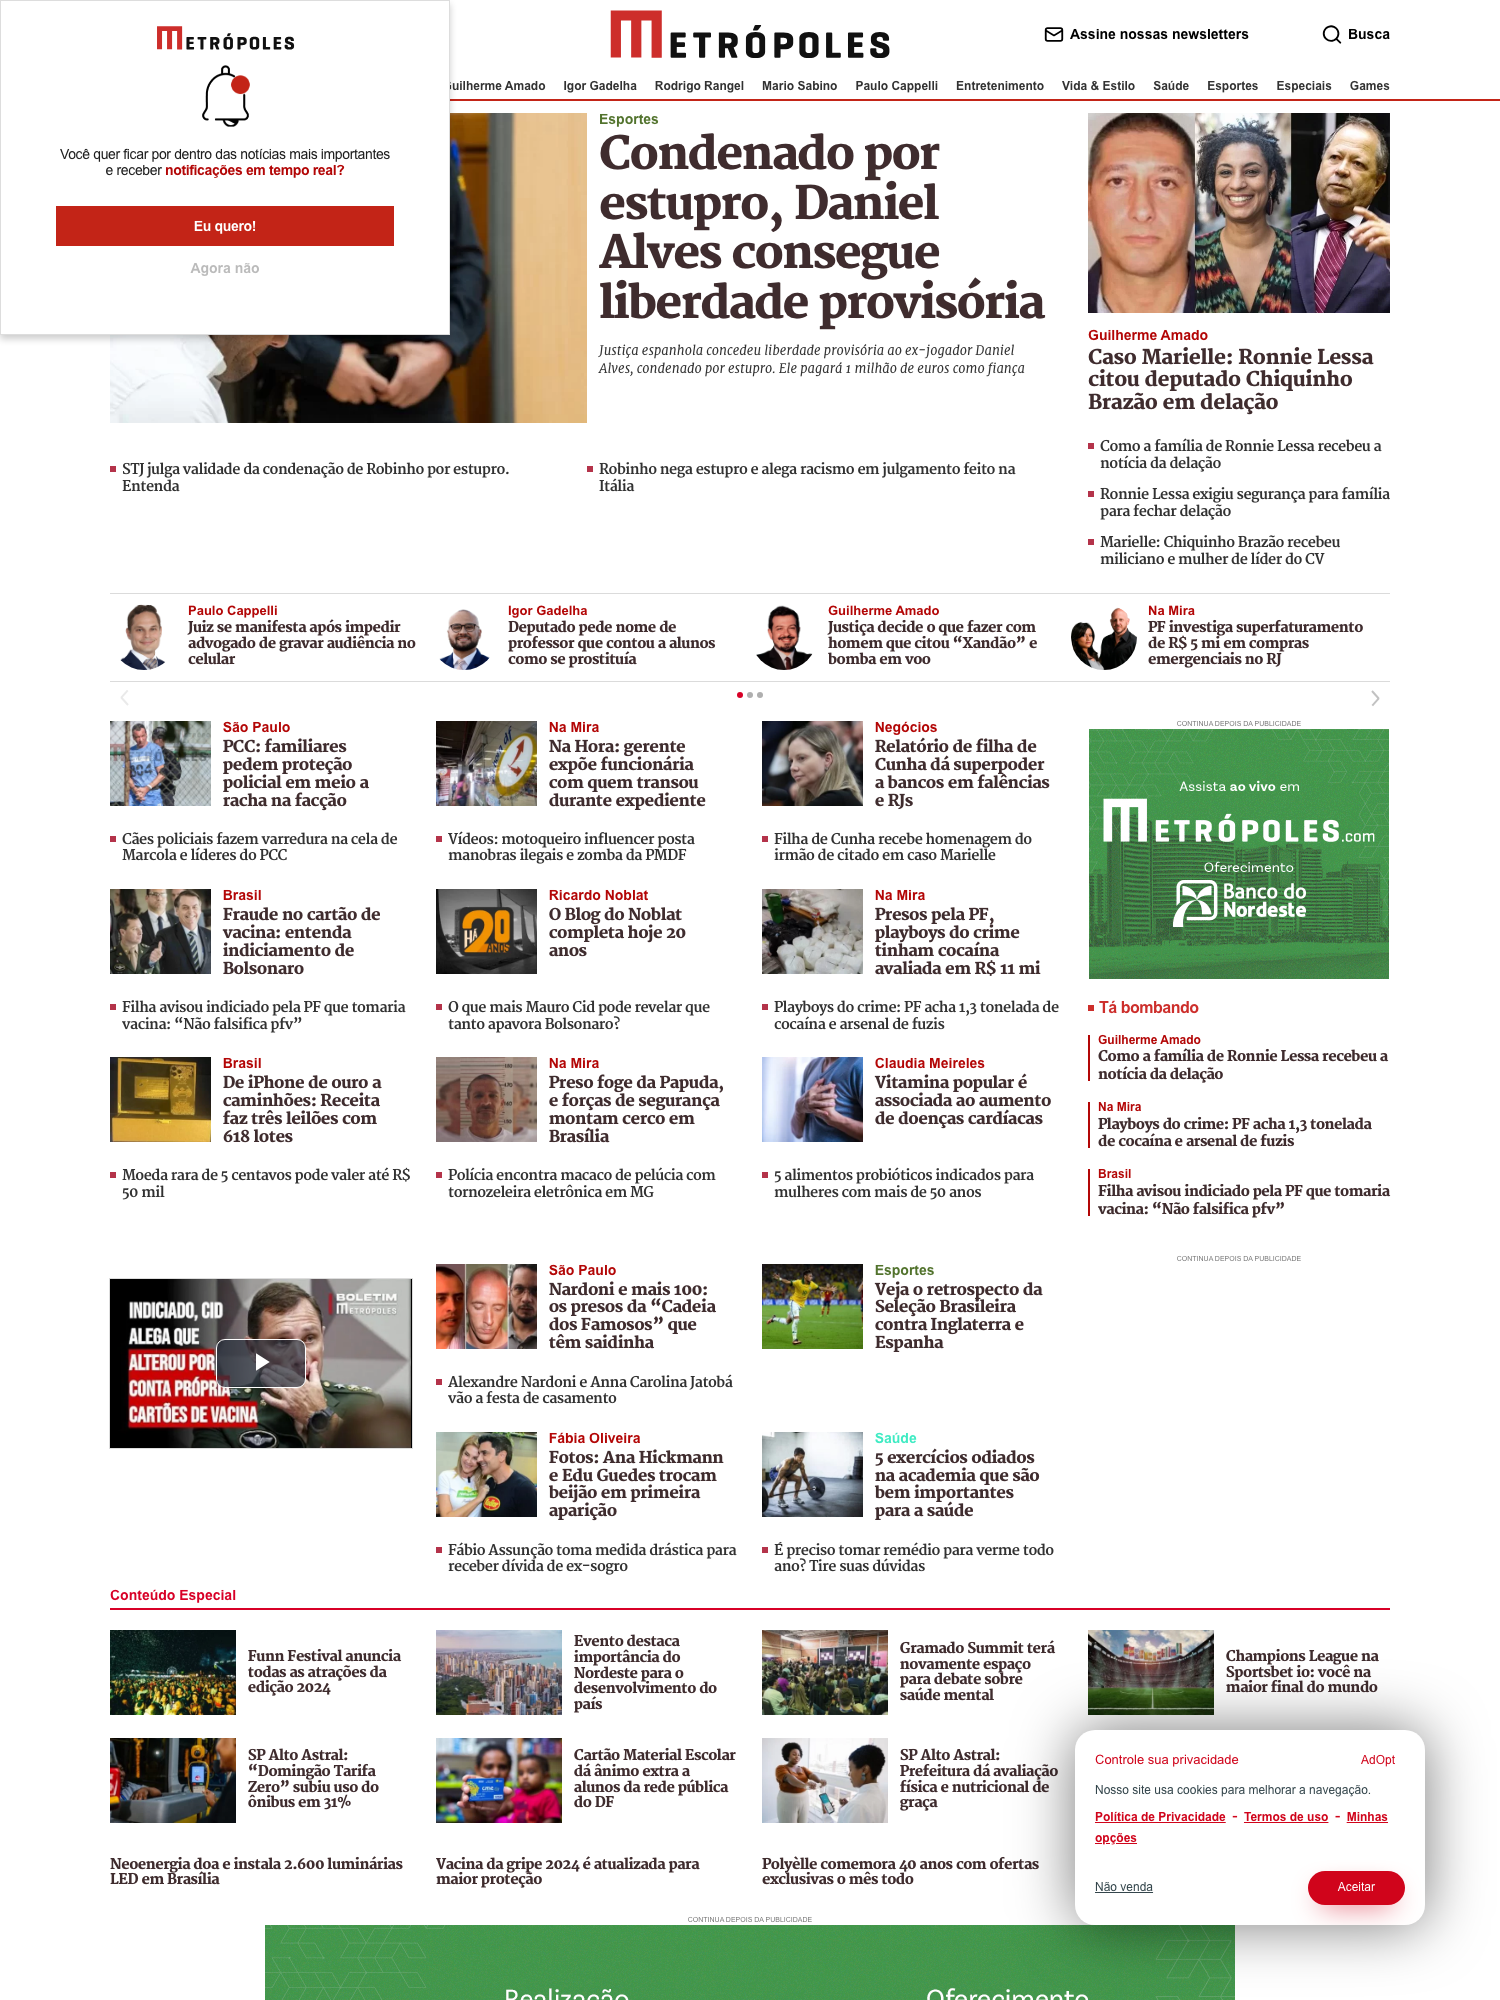 METRÓPOLES
Você quer ficar por dentro das notícias mais importantes
e receber notificações em tempo real?
Eu quero!
Agora não
METRÓPOLES
Assine nossas newsletters
Busca
Guilherme Amado Igor Gadelha Rodrigo Rangel Mario Sabino Paulo Cappelli Entretenimento Vida & Estilo Saúde Esportes Especiais Games
Esportes
Condenado por
estupro, Daniel
Alves consegue
liberdade provisória
Justiça espanhola concedeu liberdade provisória ao ex-jogador Daniel
Alves, condenado por estupro. Ele pagará 1 milhão de euros como fiança
STJ julga validade da condenação de Robinho por estupro.
Entenda
Robinho nega estupro e alega racismo em julgamento feito na
Itália
Guilherme Amado
Caso Marielle: Ronnie Lessa
citou deputado Chiquinho
Brazão em delação
Como a família de Ronnie Lessa recebeu a
notícia da delação
Ronnie Lessa exigiu segurança para família
para fechar delação
Marielle: Chiquinho Brazão recebeu
miliciano e mulher de líder do CV
Paulo Cappelli
Juiz se manifesta após impedir
advogado de gravar audiência no
celular
Igor Gadelha
Deputado pede nome de
professor que contou a alunos
como se prostituía
Guilherme Amado
Justiça decide o que fazer com
homem que citou “Xandão” e
bomba em voo
Na Mira
PF investiga superfaturamento
de R$ 5 mi em compras
emergenciais no RJ
São Paulo
PCC: familiares
pedem proteção
policial em meio a
racha na facção
Cães policiais fazem varredura na cela de
Marcola e líderes do PCC
Na Mira
Na Hora: gerente
expõe funcionária
com quem transou
durante expediente
Vídeos: motoqueiro influencer posta
manobras ilegais e zomba da PMDF
Negócios
Relatório de filha de
Cunha dá superpoder
a bancos em falências
e RJs
Filha de Cunha recebe homenagem do
irmão de citado em caso Marielle
CONTINUA DEPOIS DA PUBLICIDADE
Assista ao vivo em
METRÓPOLES.com
Oferecimento
Banco do
Nordeste
Brasil
Fraude no cartão de
vacina: entenda
indiciamento de
Bolsonaro
Filha avisou indiciado pela PF que tomaria
vacina: “Não falsifica pfv”
HÁ
20
ANOS
Ricardo Noblat
O Blog do Noblat
completa hoje 20
anos
O que mais Mauro Cid pode revelar que
tanto apavora Bolsonaro?
Na Mira
Presos pela PF,
playboys do crime
tinham cocaína
avaliada em R$ 11 mi
Playboys do crime: PF acha 1,3 tonelada de
cocaína e arsenal de fuzis
Tá bombando
Guilherme Amado
Como a família de Ronnie Lessa recebeu a
notícia da delação
Na Mira
Playboys do crime: PF acha 1,3 tonelada
de cocaína e arsenal de fuzis
Brasil
Filha avisou indiciado pela PF que tomaria
vacina: “Não falsifica pfv”
Brasil
De iPhone de ouro a
caminhões: Receita
faz três leilões com
618 lotes
Moeda rara de 5 centavos pode valer até R$
50 mil
Na Mira
Preso foge da Papuda,
e forças de segurança
montam cerco em
Brasília
Polícia encontra macaco de pelúcia com
tornozeleira eletrônica em MG
Claudia Meireles
Vitamina popular é
associada ao aumento
de doenças cardíacas
5 alimentos probióticos indicados para
mulheres com mais de 50 anos
CONTINUA DEPOIS DA PUBLICIDADE
INDICIADO, CID
ALEGA QUE
ALTEROU POR
CONTA PRÓPRIA
CARTÕES DE VACINA
BOLETIM
METRÓPOLES
São Paulo
Nardoni e mais 100:
os presos da “Cadeia
dos Famosos” que
têm saidinha
Alexandre Nardoni e Anna Carolina Jatobá
vão a festa de casamento
Esportes
Veja o retrospecto da
Seleção Brasileira
contra Inglaterra e
Espanha
Fábia Oliveira
Fotos: Ana Hickmann
e Edu Guedes trocam
beijão em primeira
aparição
Fábio Assunção toma medida drástica para
receber dívida de ex-sogro
Saúde
5 exercícios odiados
na academia que são
bem importantes
para a saúde
É preciso tomar remédio para verme todo
ano? Tire suas dúvidas
Conteúdo Especial
Funn Festival anuncia
todas as atrações da
edição 2024
Evento destaca
importância do
Nordeste para o
desenvolvimento do
país
Gramado Summit terá
novamente espaço
para debate sobre
saúde mental
Champions League na
Sportsbet io: você na
maior final do mundo
SP Alto Astral:
“Domingão Tarifa
Zero” subiu uso do
ônibus em 31%
Cartão Material Escolar
dá ânimo extra a
alunos da rede pública
do DF
SP Alto Astral:
Prefeitura dá avaliação
física e nutricional de
graça
Neoenergia doa e instala 2.600 luminárias
LED em Brasília
Vacina da gripe 2024 é atualizada para
maior proteção
Polyèlle comemora 40 anos com ofertas
exclusivas o mês todo
Controle sua privacidade
AdOpt
Nosso site usa cookies para melhorar a navegação.
Política de Privacidade - Termos de uso - Minhas
opções
Não venda
Aceitar
CONTINUA DEPOIS DA PUBLICIDADE
Realização
Oferecimento